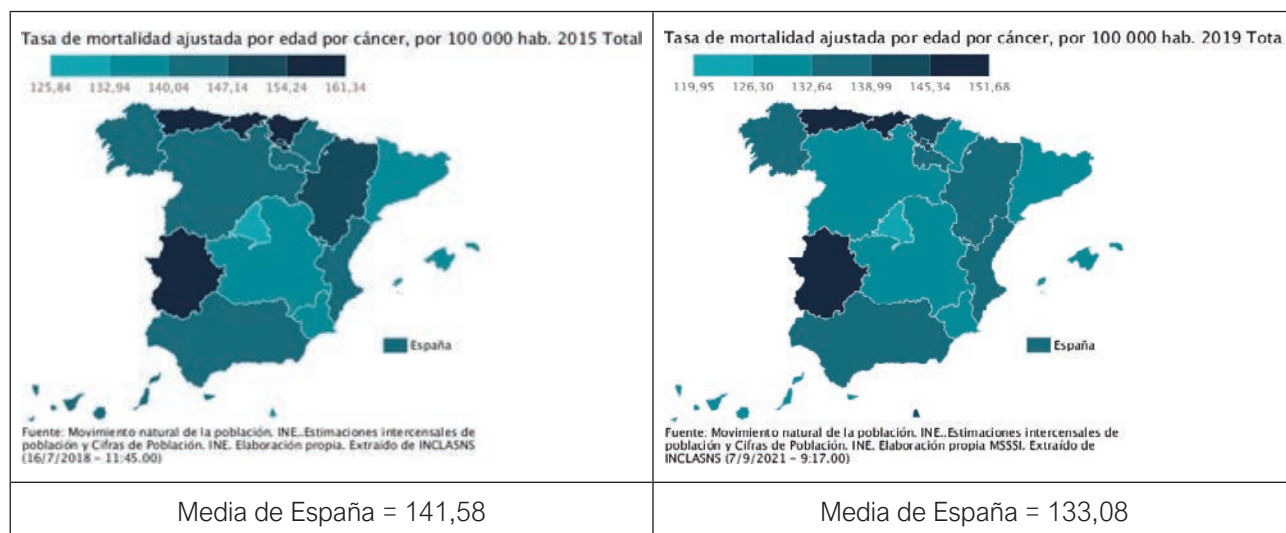 Tasa de mortalidad ajustada por edad por cáncer, por 100 000 hab. 2015 Total
125,84 132,94 140,04 147,14 154,24 161,34
España
Fuente: Movimiento natural de la población. INE..Estimaciones intercensales de
población y Cifras de Población. INE. Elaboración propia. Extraído de INCLASNS
(16/7/2018 – 11:45.00)
Media de España = 141,58
Tasa de mortalidad ajustada por edad por cáncer, por 100 000 hab. 2019 Tota
119,95 126,30 132,64 138,99 145,34 151,68
España
Fuente: Movimiento natural de la población. INE..Estimaciones intercensales de
población y Cifras de Población. INE. Elaboración propia MSSSI. Extraído de
INCLASNS (7/9/2021 – 9:17.00)
Media de España = 133,08